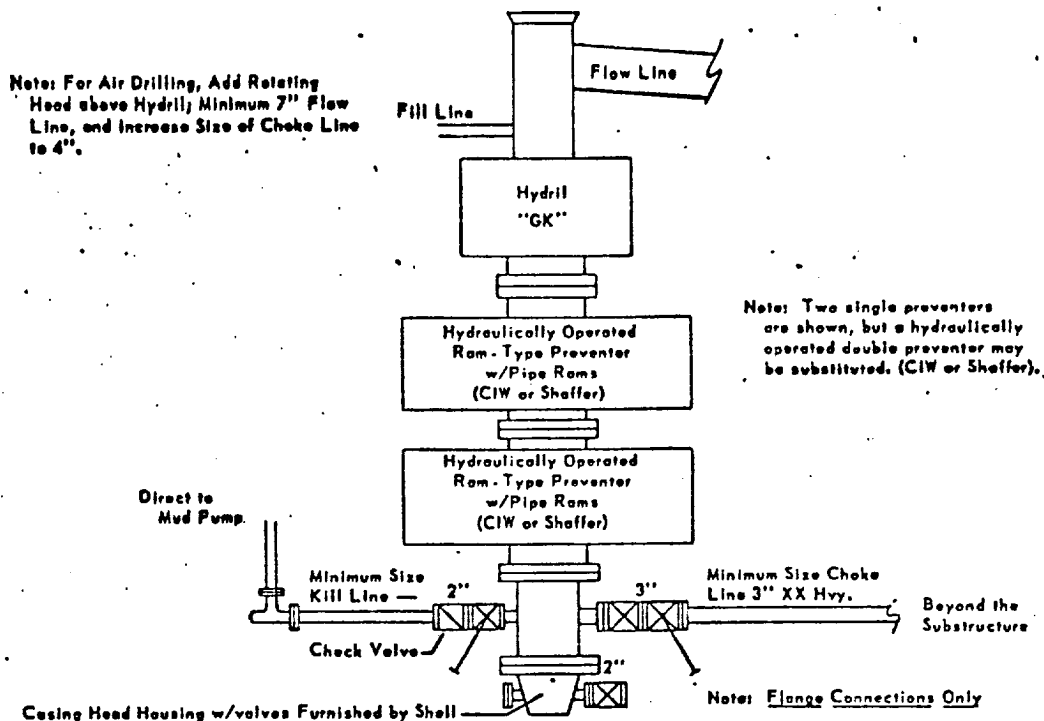 Note: For Air Drilling, Add Rotating
Head above Hydril; Minimum 7" Flow
Line, and Increase Size of Choke Line
to 4".
Flow Line
Fill Line
Hydril
"GK"
Note: Two single preventers
are shown, but a hydraulically
operated double preventer may
be substituted. (CIW or Shaffer).
Hydraulically Operated
Ram - Type Preventer
w/Pipe Rams
(CIW or Shaffer)
Hydraulically Operated
Ram - Type Preventer
w/Pipe Rams
(CIW or Shaffer)
Direct to
Mud Pump
Minimum Size
Kill Line
2"
3"
Minimum Size Choke
Line 3" XX Hvy.
Beyond the
Substructure
Check Valve
2"
Casing Head Housing w/valves Furnished by Shell
Note: Flange Connections Only